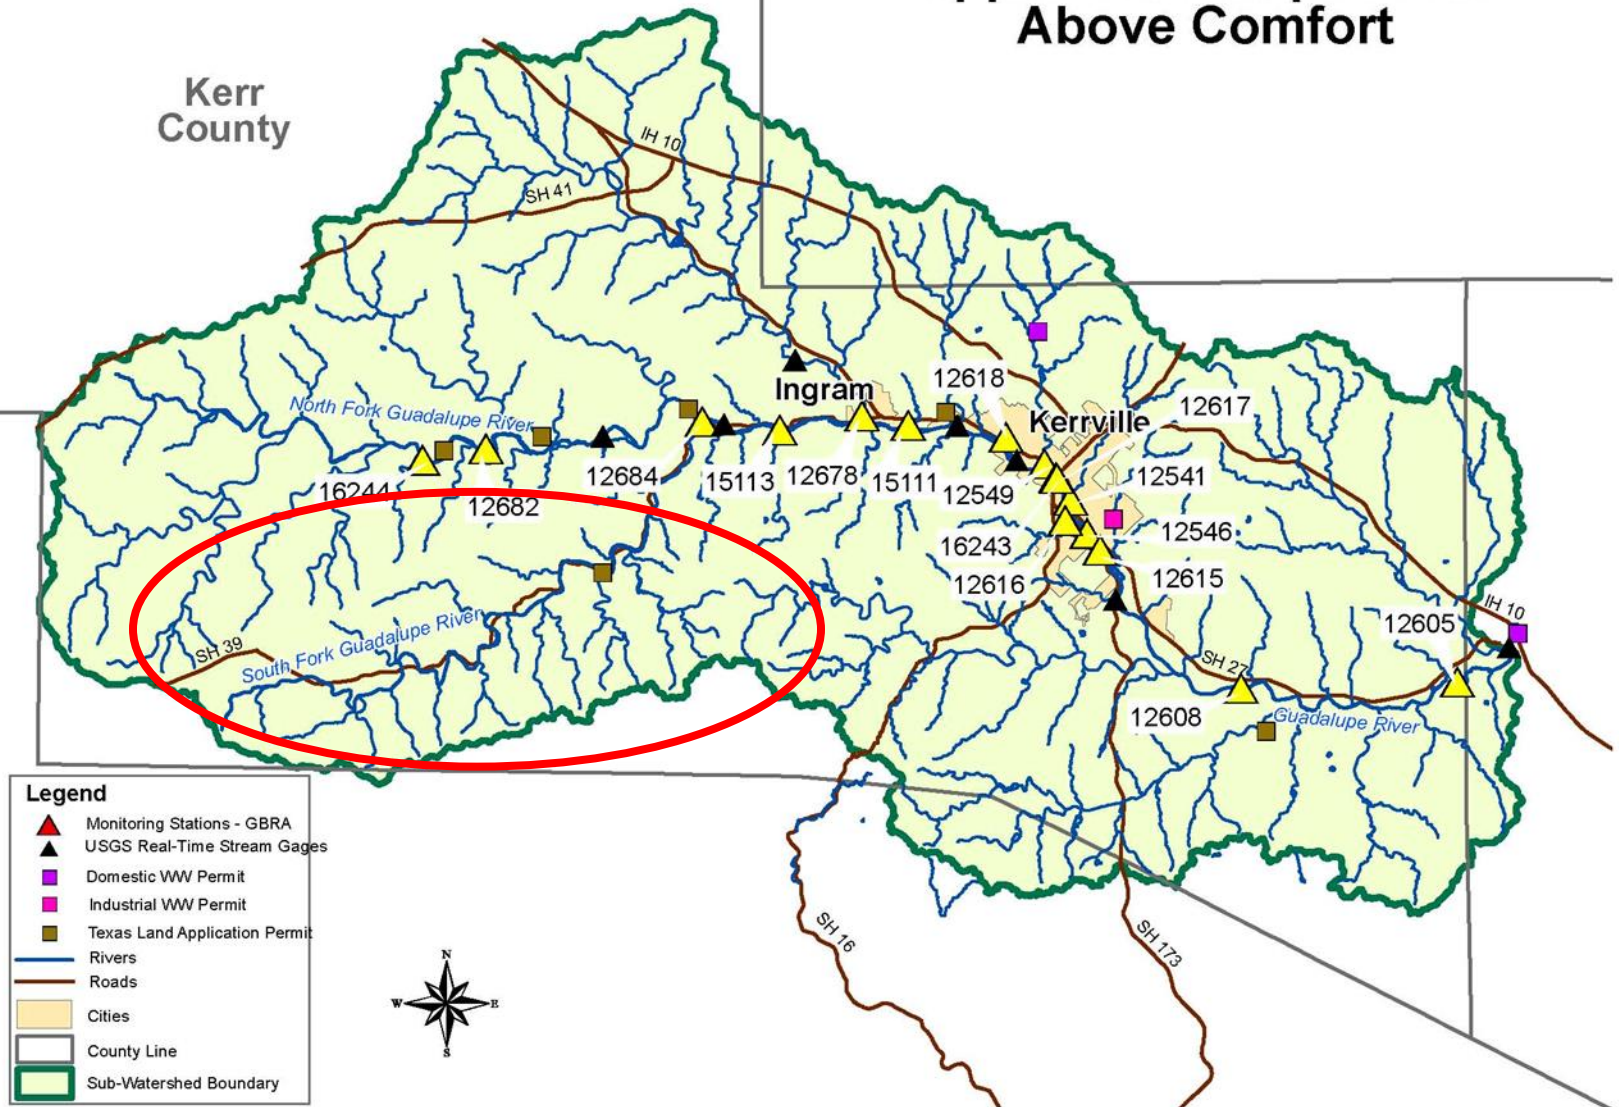 Above Comfort
Kerr
County
IH 10
SH 41
North Fork Guadalupe River
Ingram
12618
Kerrville
12617
16244
12682
12684
15113
12678
15111
12549
12541
16243
12546
12616
12615
SH 39
South Fork Guadalupe River
12605
IH 10
SH 27
12608
Guadalupe River
SH 16
SH 173
Legend
Monitoring Stations - GBRA
USGS Real-Time Stream Gages
Domestic WW Permit
Industrial WW Permit
Texas Land Application Permit
Rivers
Roads
Cities
County Line
Sub-Watershed Boundary
N
W
E
S